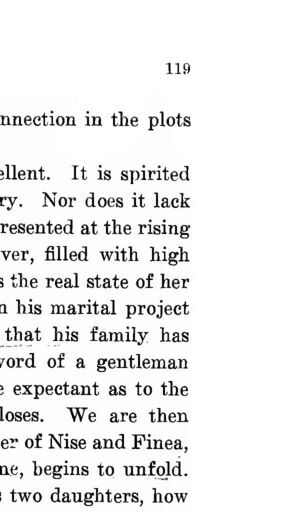 119
nnection in the plots
ellent. It is spirited
ry. Nor does it lack
resented at the rising
ver, filled with high
s the real state of her
n his marital project
that his family has
vord of a gentleman
e expectant as to the
loses. We are then
er of Nise and Finea,
ne, begins to unfold.
s two daughters, how